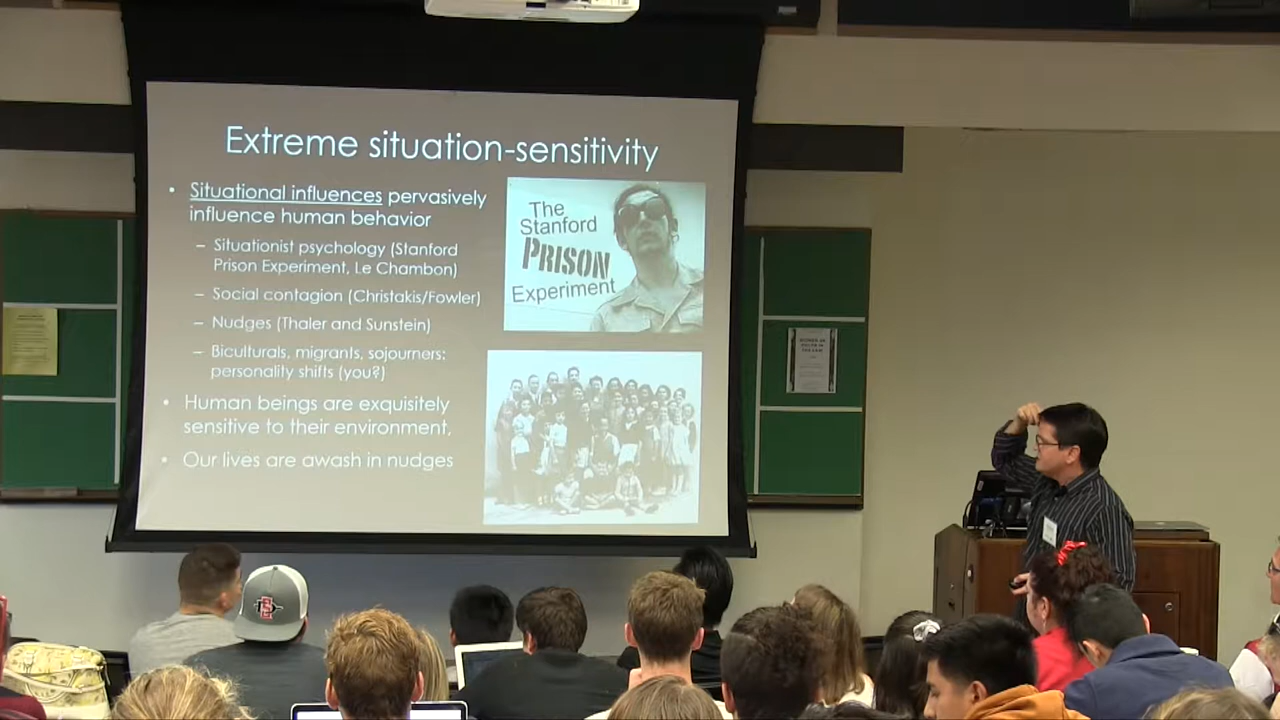 Extreme situation-sensitivity
• Situational influences pervasively
influence human behavior
– Situationist psychology (Stanford
Prison Experiment, Le Chambon)
– Social contagion (Christakis/Fowler)
– Nudges (Thaler and Sunstein)
– Biculturals, migrants, sojourners:
personality shifts (you?)
• Human beings are exquisitely
sensitive to their environment,
• Our lives are awash in nudges
The
Stanford
PRISON
Experiment